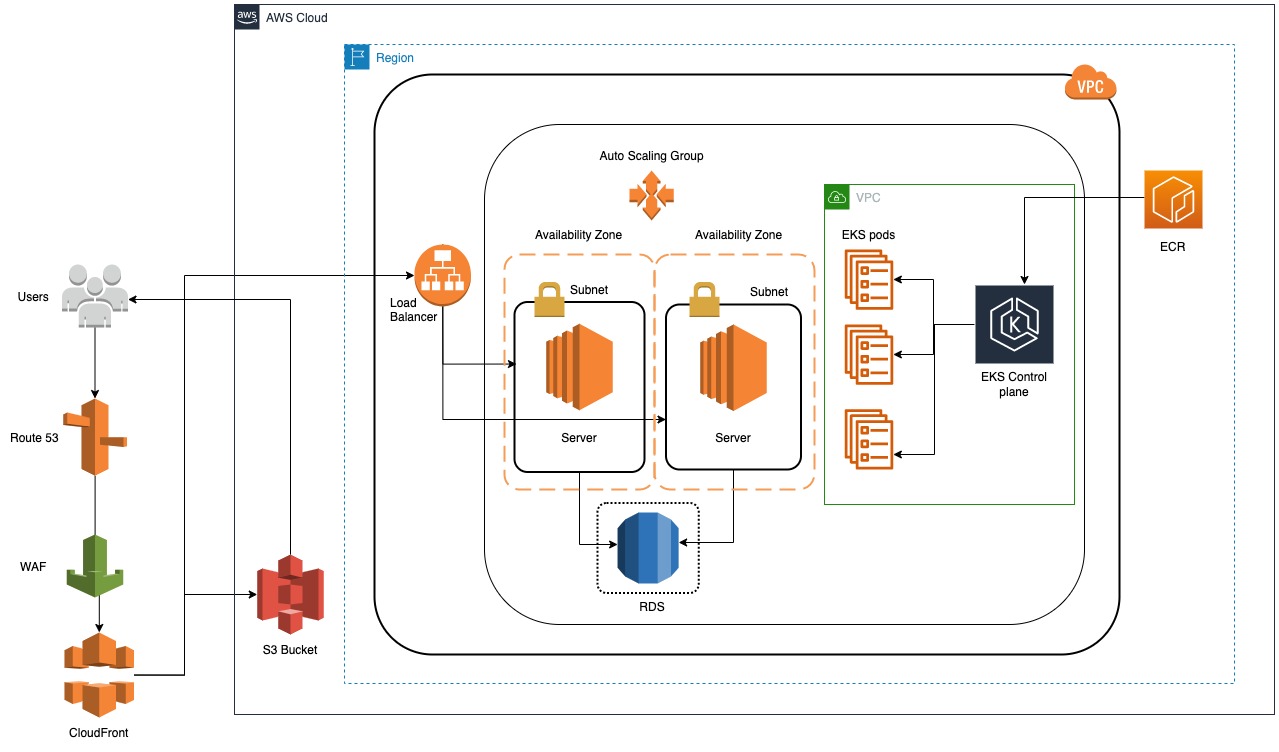 aws
AWS Cloud
Region
VPC
Auto Scaling Group
VPC
Availability Zone
Availability Zone
EKS pods
ECR
Users
Load
Balancer
Subnet
Subnet
K
EKS Control
plane
Route 53
Server
Server
WAF
RDS
S3 Bucket
CloudFront